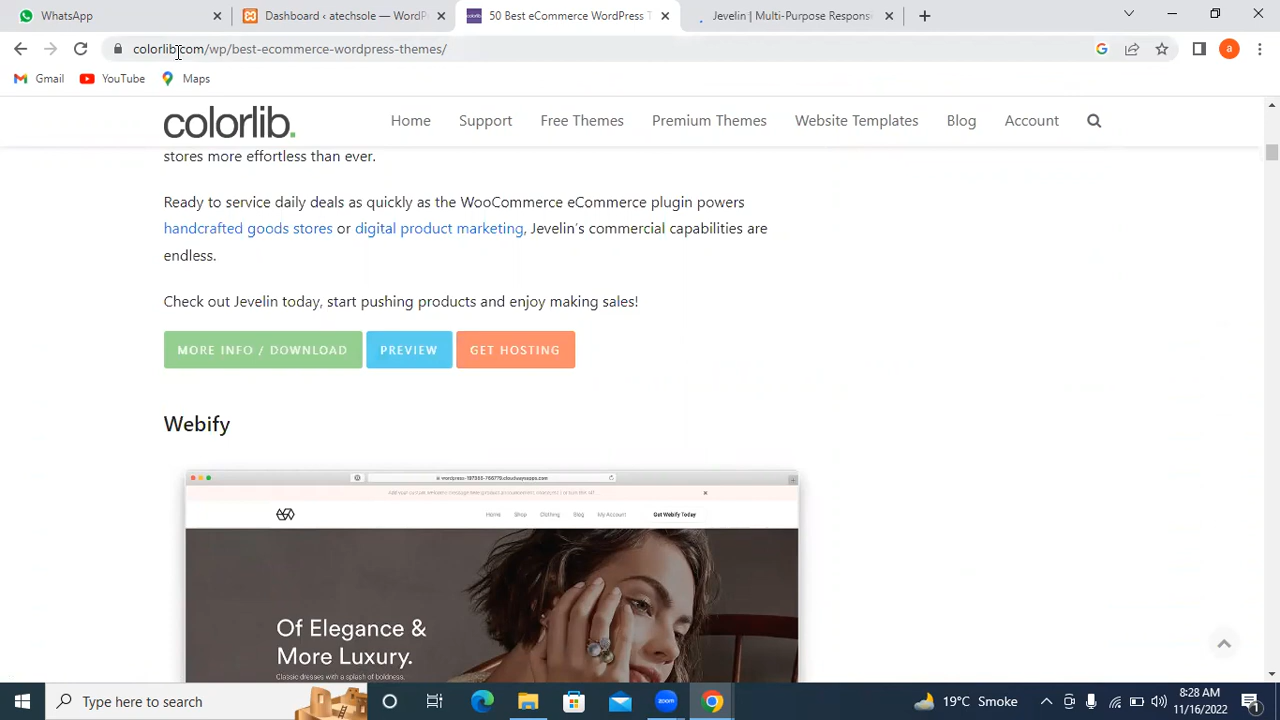 WhatsApp
Dashboard ‹ atechsole — WordP
50 Best eCommerce WordPress T
Jevelin | Multi-Purpose Respons
colorlib.com/wp/best-ecommerce-wordpress-themes/
a
Gmail
YouTube
Maps
colorlib.
Home
Support
Free Themes
Premium Themes
Website Templates
Blog
Account
stores more effortless than ever.
Ready to service daily deals as quickly as the WooCommerce eCommerce plugin powers
handcrafted goods stores or digital product marketing, Jevelin’s commercial capabilities are
endless.
Check out Jevelin today, start pushing products and enjoy making sales!
MORE INFO / DOWNLOAD
PREVIEW
GET HOSTING
Webify
Home
Shop
Clothing
Blog
My Account
Get Webify Today
Of Elegance &
More Luxury.
Classic dresses with a splash of boldness.
Type here to search
zoom
19°C Smoke
8:28 AM
11/16/2022
1